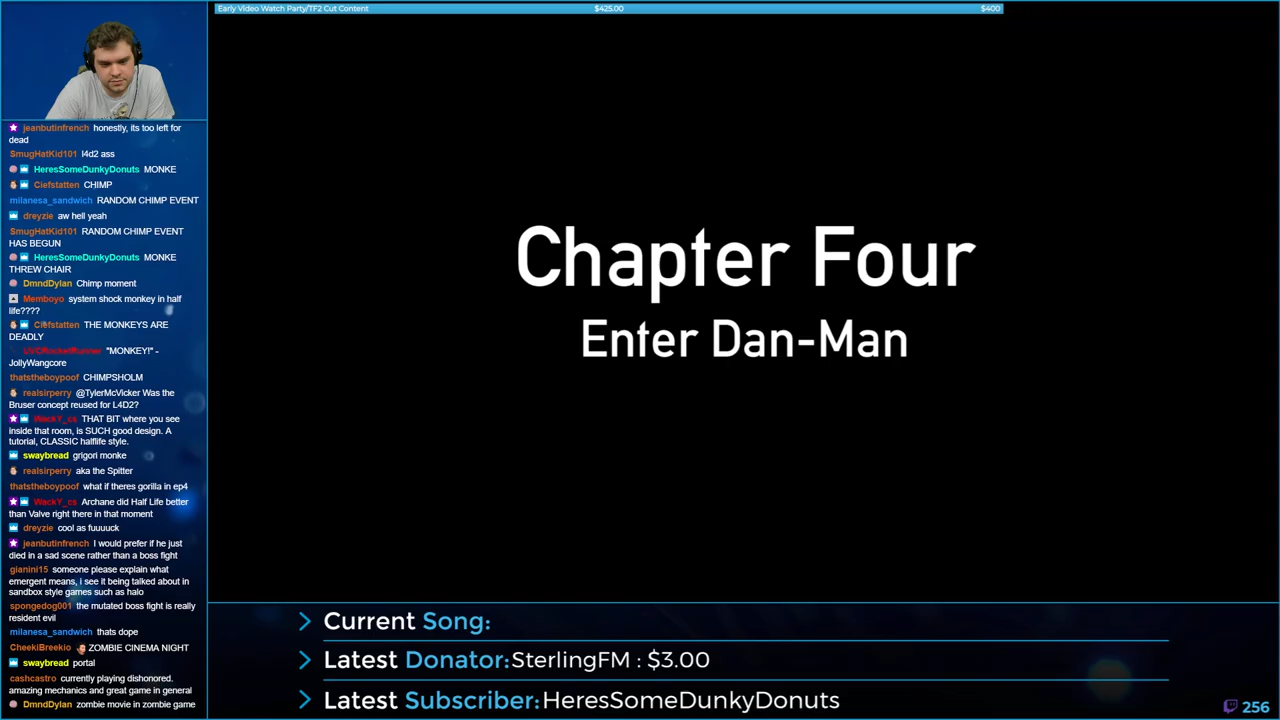 Early Video Watch Party/TF2 Cut Content $425.00 $400
jeanbutinfrench honestly, its too left for
dead
SmugHatKid101 l4d2 ass
HeresSomeDunkyDonuts MONKE
Ciefstatten CHIMP
milanesa_sandwich RANDOM CHIMP EVENT
dreyzie aw hell yeah
SmugHatKid101 RANDOM CHIMP EVENT
HAS BEGUN
HeresSomeDunkyDonuts MONKE
THREW CHAIR
DmndDylan Chimp moment
Memboyo system shock monkey in half
life????
Ciefstatten THE MONKEYS ARE
DEADLY
"MONKEY!" -
JollyWangcore
thatstheboypoof CHIMPSHOLM
realsirperry @TylerMcVicker Was the
Bruser concept reused for L4D2?
WackY_cs THAT BIT where you see
inside that room, is SUCH good design. A
tutorial, CLASSIC halflife style.
swaybread grigori monke
realsirperry aka the Spitter
thatstheboypoof what if theres gorilla in ep4
WackY_cs Archane did Half Life better
than Valve right there in that moment
dreyzie cool as fuuuuck
jeanbutinfrench I would prefer if he just
died in a sad scene rather than a boss fight
gianini15 someone please explain what
emergent means, i see it being talked about in
sandbox style games such as halo
spongedog001 the mutated boss fight is really
resident evil
milanesa_sandwich thats dope
CheekiBreekio ZOMBIE CINEMA NIGHT
swaybread portal
cashcastro currently playing dishonored.
amazing mechanics and great game in general
DmndDylan zombie movie in zombie game
Chapter Four
Enter Dan-Man
Current Song:
Latest Donator:SterlingFM : $3.00
Latest Subscriber:HeresSomeDunkyDonuts
256